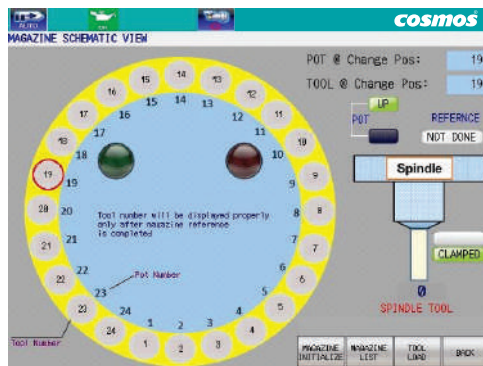 AUTO
cosmos
MAGAZINE SCHEMATIC VIEW
POT @ Change Pos: 19
TOOL @ Change Pos: 19
UP
POT
REFERNCE
NOT DONE
Spindle
CLAMPED
0
SPINDLE TOOL
15 14 13
16 12
17 11
18 10
19 9
20 8
21 7
22 6
23 5
24 4
1 2 3
15 14 13
16 12
17 11
18 10
19 9
20 8
21 7
22 6
23 5
24 4
1 2 3
Tool number will be displayed properly
only after magazine reference
is completed
Pot Number
Tool Number
MAGAZINE
INITIALIZE
MAGAZINE
LIST
TOOL
LOAD
BACK